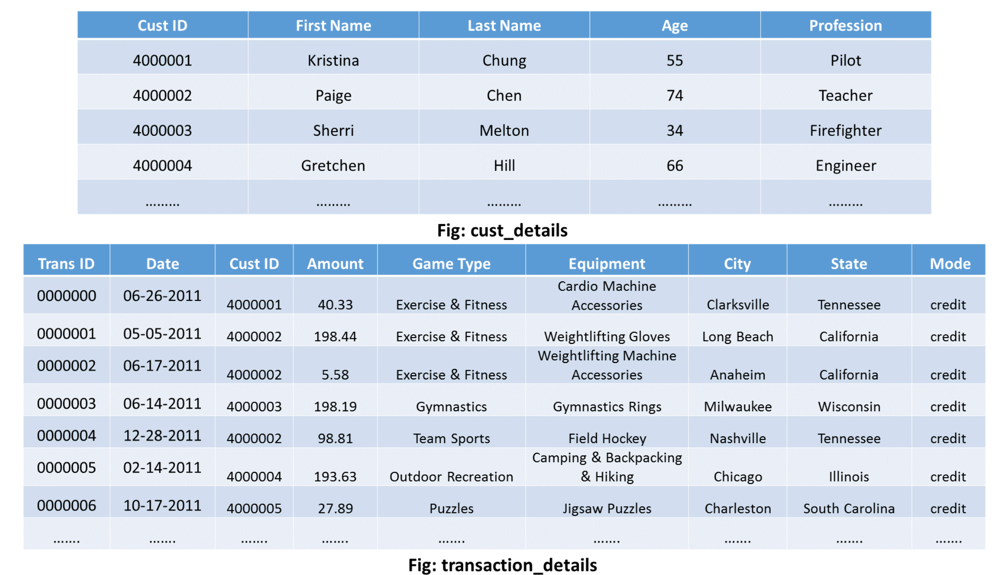 Cust ID First Name Last Name Age Profession
4000001 Kristina Chung 55 Pilot
4000002 Paige Chen 74 Teacher
4000003 Sherri Melton 34 Firefighter
4000004 Gretchen Hill 66 Engineer
......... ......... ......... ......... .........
Fig: cust_details
Trans ID Date Cust ID Amount Game Type Equipment City State Mode
0000000 06-26-2011 4000001 40.33 Exercise & Fitness Cardio Machine Accessories Clarksville Tennessee credit
0000001 05-05-2011 4000002 198.44 Exercise & Fitness Weightlifting Gloves Long Beach California credit
0000002 06-17-2011 4000002 5.58 Exercise & Fitness Weightlifting Machine Accessories Anaheim California credit
0000003 06-14-2011 4000003 198.19 Gymnastics Gymnastics Rings Milwaukee Wisconsin credit
0000004 12-28-2011 4000002 98.81 Team Sports Field Hockey Nashville Tennessee credit
0000005 02-14-2011 4000004 193.63 Outdoor Recreation Camping & Backpacking & Hiking Chicago Illinois credit
0000006 10-17-2011 4000005 27.89 Puzzles Jigsaw Puzzles Charleston South Carolina credit
....... ....... ....... ....... ....... ....... ....... ....... .......
Fig: transaction_details